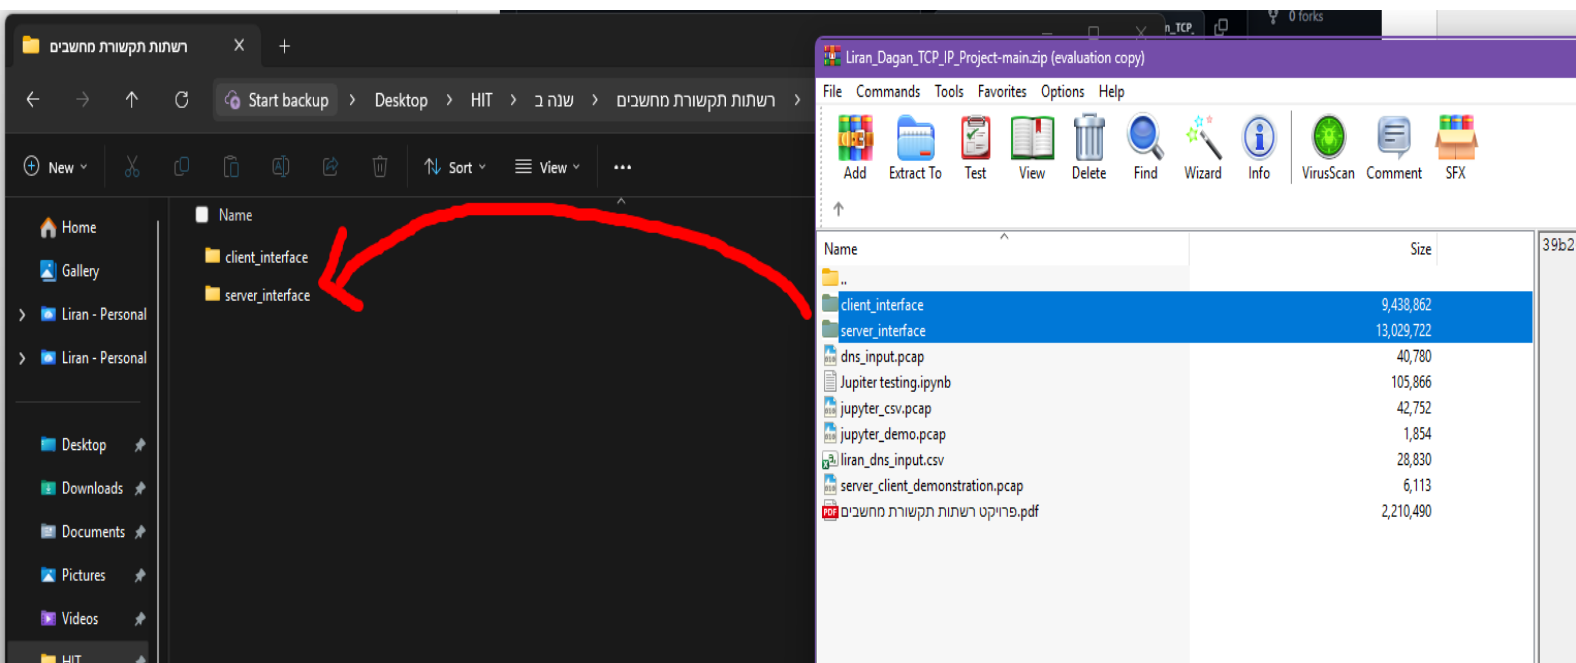 0 forks
n_TCP_
רשתות תקשורת מחשבים
Start backup > Desktop > HIT > שנה ב > רשתות תקשורת מחשבים >
New
Sort
View
Home
Gallery
Liran - Personal
Liran - Personal
Desktop
Downloads
Documents
Pictures
Videos
HIT
Name
client_interface
server_interface
Liran_Dagan_TCP_IP_Project-main.zip (evaluation copy)
File Commands Tools Favorites Options Help
Add Extract To Test View Delete Find Wizard Info VirusScan Comment SFX
Name Size
..
client_interface 9,438,862
server_interface 13,029,722
dns_input.pcap 40,780
Jupiter testing.ipynb 105,866
jupyter_csv.pcap 42,752
jupyter_demo.pcap 1,854
liran_dns_input.csv 28,830
server_client_demonstration.pcap 6,113
פרויקט רשתות תקשורת מחשבים.pdf 2,210,490
39b2